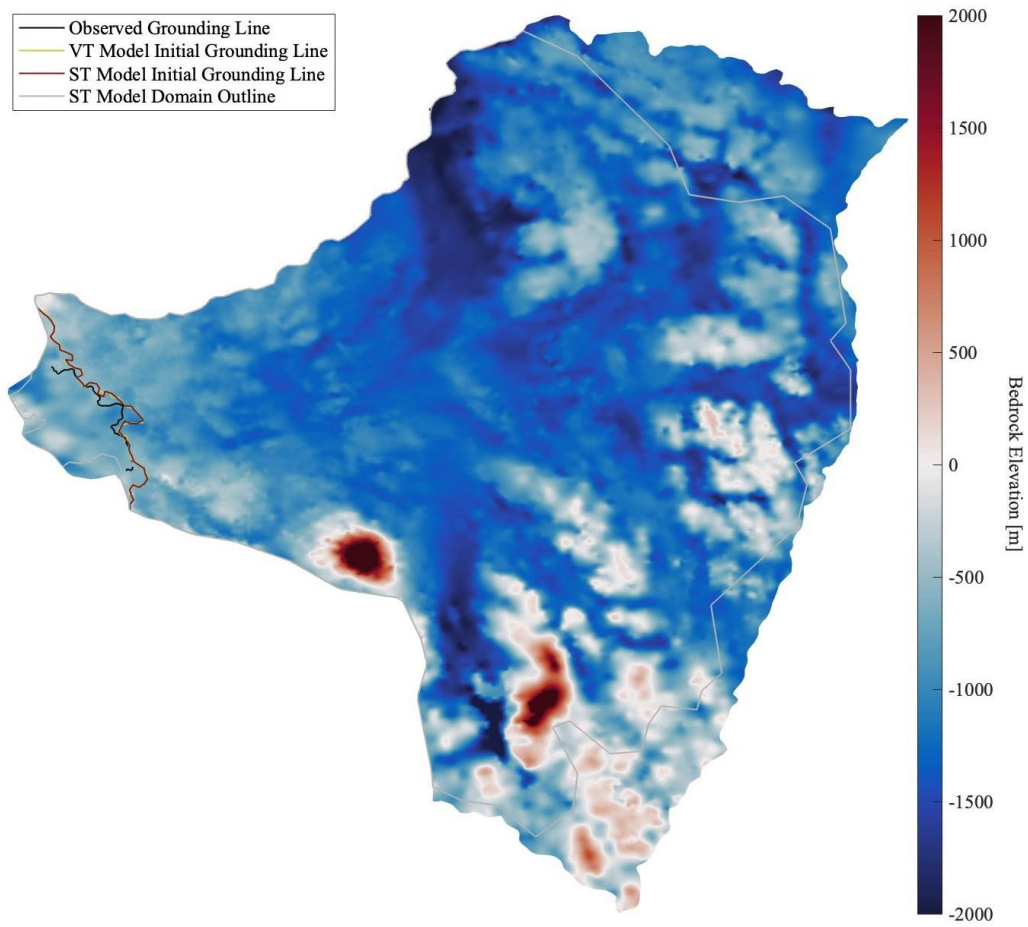 Observed Grounding Line
VT Model Initial Grounding Line
ST Model Initial Grounding Line
ST Model Domain Outline
2000
1500
1000
500
0
-500
-1000
-1500
-2000
Bedrock Elevation [m]